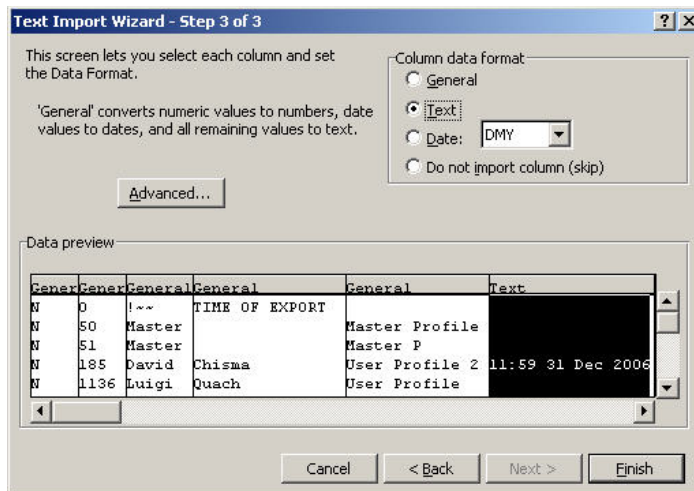 Text Import Wizard - Step 3 of 3
This screen lets you select each column and set
the Data Format.
'General' converts numeric values to numbers, date
values to dates, and all remaining values to text.
Advanced...
Column data format
General
Text
Date: DMY
Do not import column (skip)
Data preview
Gener Gener General General General Text
N 0 !~~ TIME OF EXPORT
N 50 Master Master Profile
N 51 Master Master P
N 185 David Chisma User Profile 2 11:59 31 Dec 2006
N 1136 Luigi Quach User Profile
Cancel < Back Next > Finish